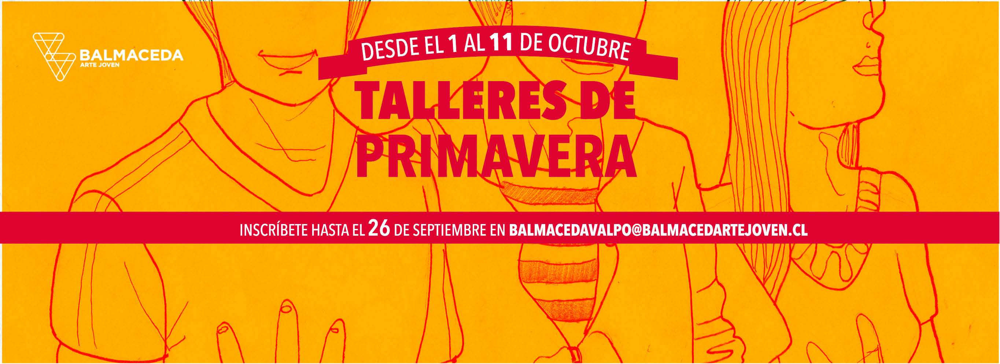 BALMACEDA
ARTE JOVEN
DESDE EL 1 AL 11 DE OCTUBRE
TALLERES DE
PRIMAVERA
INSCRÍBETE HASTA EL 26 DE SEPTIEMBRE EN BALMACEDAVALPO@BALMACEDARTEJOVEN.CL